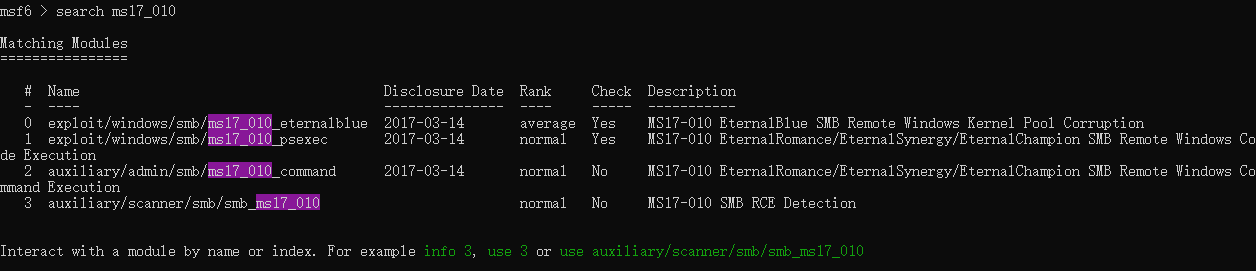 msf6 > search ms17_010
Matching Modules
================
# Name Disclosure Date Rank Check Description
- ---- --------------- ---- ----- -----------
0 exploit/windows/smb/ms17_010_eternalblue 2017-03-14 average Yes MS17-010 EternalBlue SMB Remote Windows Kernel Pool Corruption
1 exploit/windows/smb/ms17_010_psexec 2017-03-14 normal Yes MS17-010 EternalRomance/EternalSynergy/EternalChampion SMB Remote Windows Co
de Execution
2 auxiliary/admin/smb/ms17_010_command 2017-03-14 normal No MS17-010 EternalRomance/EternalSynergy/EternalChampion SMB Remote Windows Co
mmand Execution
3 auxiliary/scanner/smb/smb_ms17_010 normal No MS17-010 SMB RCE Detection
Interact with a module by name or index. For example info 3, use 3 or use auxiliary/scanner/smb/smb_ms17_010